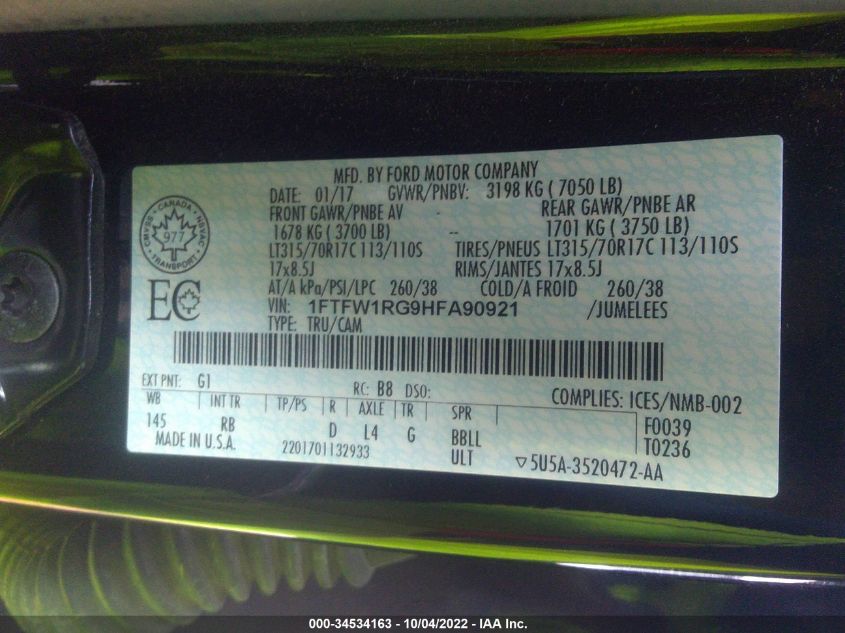 MFD. BY FORD MOTOR COMPANY
DATE: 01/17 GVWR/PNBV: 3198 KG ( 7050 LB)
FRONT GAWR/PNBE AV REAR GAWR/PNBE AR
1678 KG ( 3700 LB) -- 1701 KG ( 3750 LB)
LT315/70R17C 113/110S TIRES/PNEUS LT315/70R17C 113/110S
17x8.5J RIMS/JANTES 17x8.5J
AT/A kPa/PSI/LPC 260/38 COLD/A FROID 260/38
VIN: 1FTFW1RG9HFA90921 /JUMELEES
TYPE: TRU/CAM
CANADA
977
TRANSPORT
EC
EXT PNT: G1 RC: B8 DSO: COMPLIES: ICES/NMB-002
WB INT TR TP/PS R AXLE TR SPR F0039
145 RB D L4 G BBLL T0236
MADE IN U.S.A. 2201701132933 ULT ▽5U5A-3520472-AA
000-34534163 - 10/04/2022 - IAA Inc.